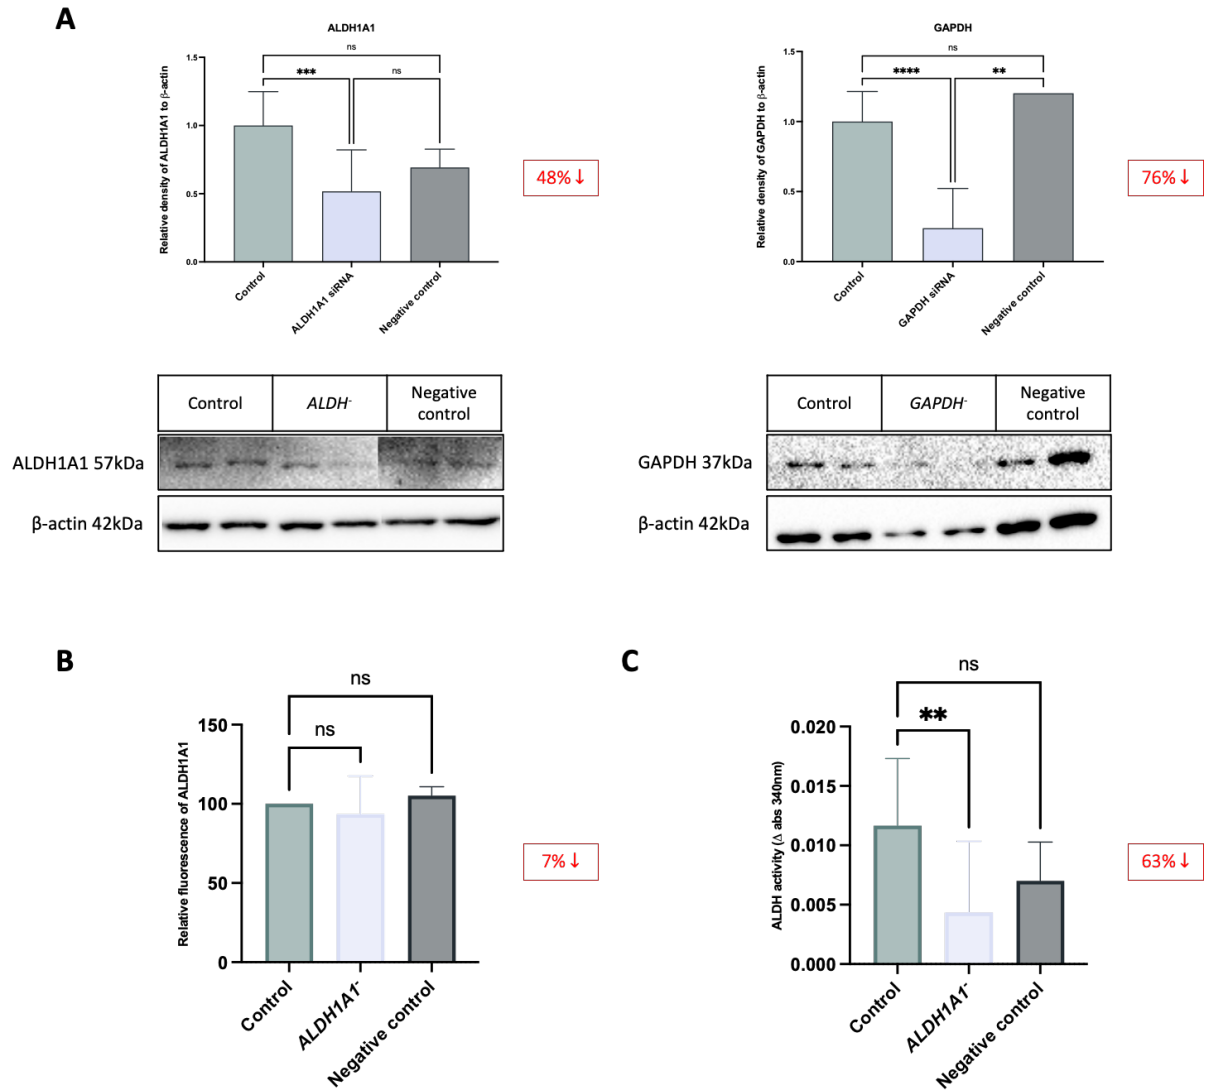 A
ALDH1A1
ns
*** ns
1.5
1.0
0.5
0.0
Relative density of ALDH1A1 to β-actin
Control
ALDH1A1 siRNA
Negative control
48%↓
GAPDH
ns
**** **
1.5
1.0
0.5
0.0
Relative density of GAPDH to β-actin
Control
GAPDH siRNA
Negative control
76%↓
Control ALDH- Negative control
ALDH1A1 57kDa
β-actin 42kDa
Control GAPDH- Negative control
GAPDH 37kDa
β-actin 42kDa
B
ns
ns
150
100
50
0
Relative fluorescence of ALDH1A1
Control
ALDH1A1-
Negative control
7%↓
C
ns
**
0.020
0.015
0.010
0.005
0.000
ALDH activity (Δ abs 340nm)
Control
ALDH1A1-
Negative control
63%↓